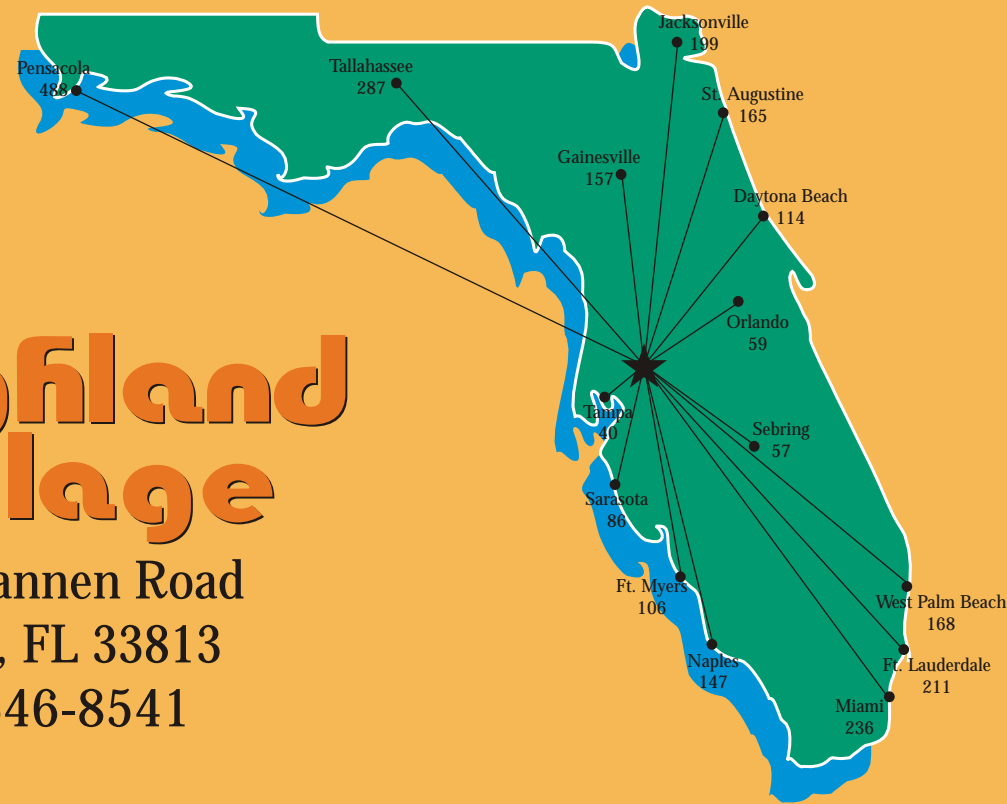 Jacksonville
199
Pensacola
488
Tallahassee
287
St. Augustine
165
Gainesville
157
Daytona Beach
114
Orlando
59
Tampa
40
Sebring
57
Sarasota
86
Ft. Myers
106
West Palm Beach
168
Naples
147
Ft. Lauderdale
211
Miami
236
ghland
lage
annen Road
, FL 33813
46-8541